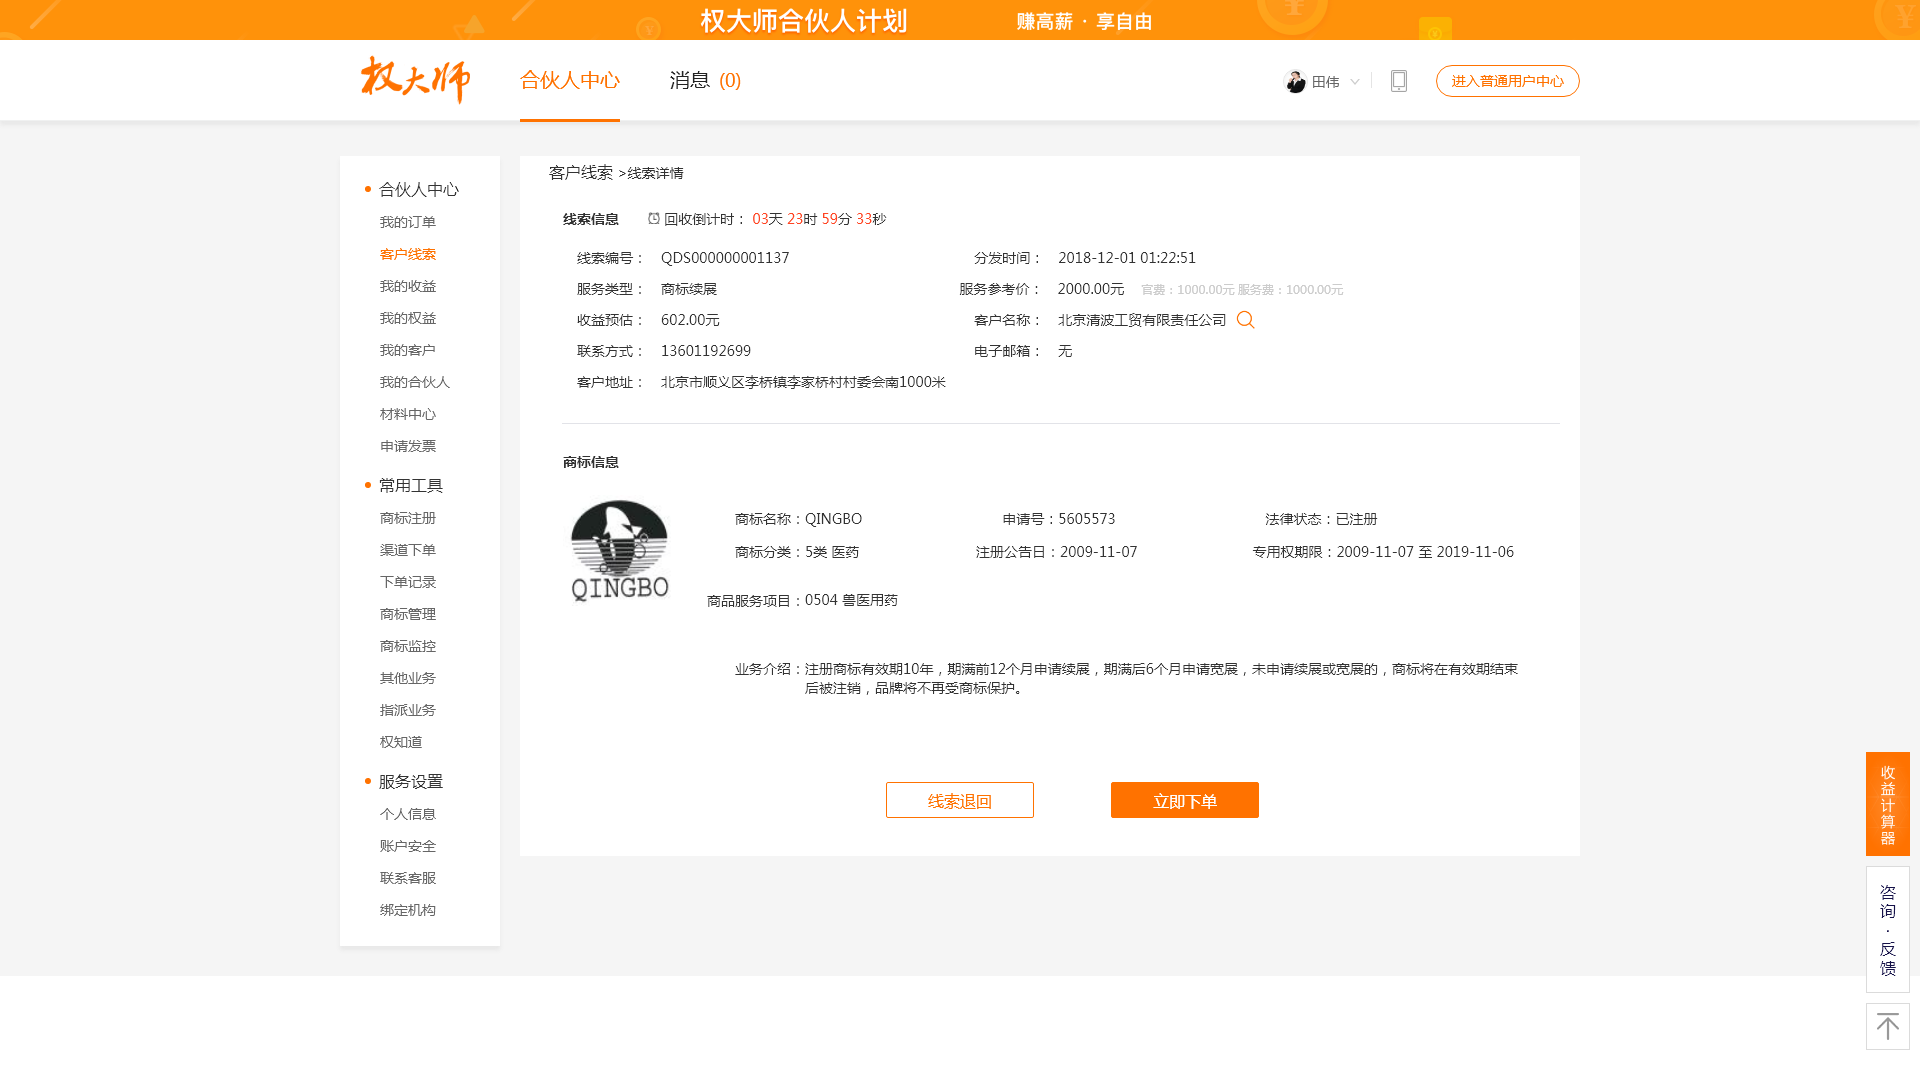 权大师合伙人计划 赚高薪 · 享自由
权大师 合伙人中心 消息 (0) 田伟 进入普通用户中心
合伙人中心
我的订单
客户线索
我的收益
我的权益
我的客户
我的合伙人
材料中心
申请发票
常用工具
商标注册
渠道下单
下单记录
商标管理
商标监控
其他业务
指派业务
权知道
服务设置
个人信息
账户安全
联系客服
绑定机构
客户线索 >线索详情
线索信息 回收倒计时： 03天 23时 59分 33秒
线索编号： QDS000000001137 分发时间： 2018-12-01 01:22:51
服务类型： 商标续展 服务参考价： 2000.00元 官费：1000.00元 服务费：1000.00元
收益预估： 602.00元 客户名称： 北京清波工贸有限责任公司
联系方式： 13601192699 电子邮箱： 无
客户地址： 北京市顺义区李桥镇李家桥村村委会南1000米
商标信息
QINGBO
商标名称：QINGBO 申请号：5605573 法律状态：已注册
商标分类：5类 医药 注册公告日：2009-11-07 专用权期限：2009-11-07 至 2019-11-06
商品服务项目：0504 兽医用药
业务介绍：注册商标有效期10年，期满前12个月申请续展，期满后6个月申请宽展，未申请续展或宽展的，商标将在有效期结束
后被注销，品牌将不再受商标保护。
线索退回 立即下单
收益计算器
咨询·反馈